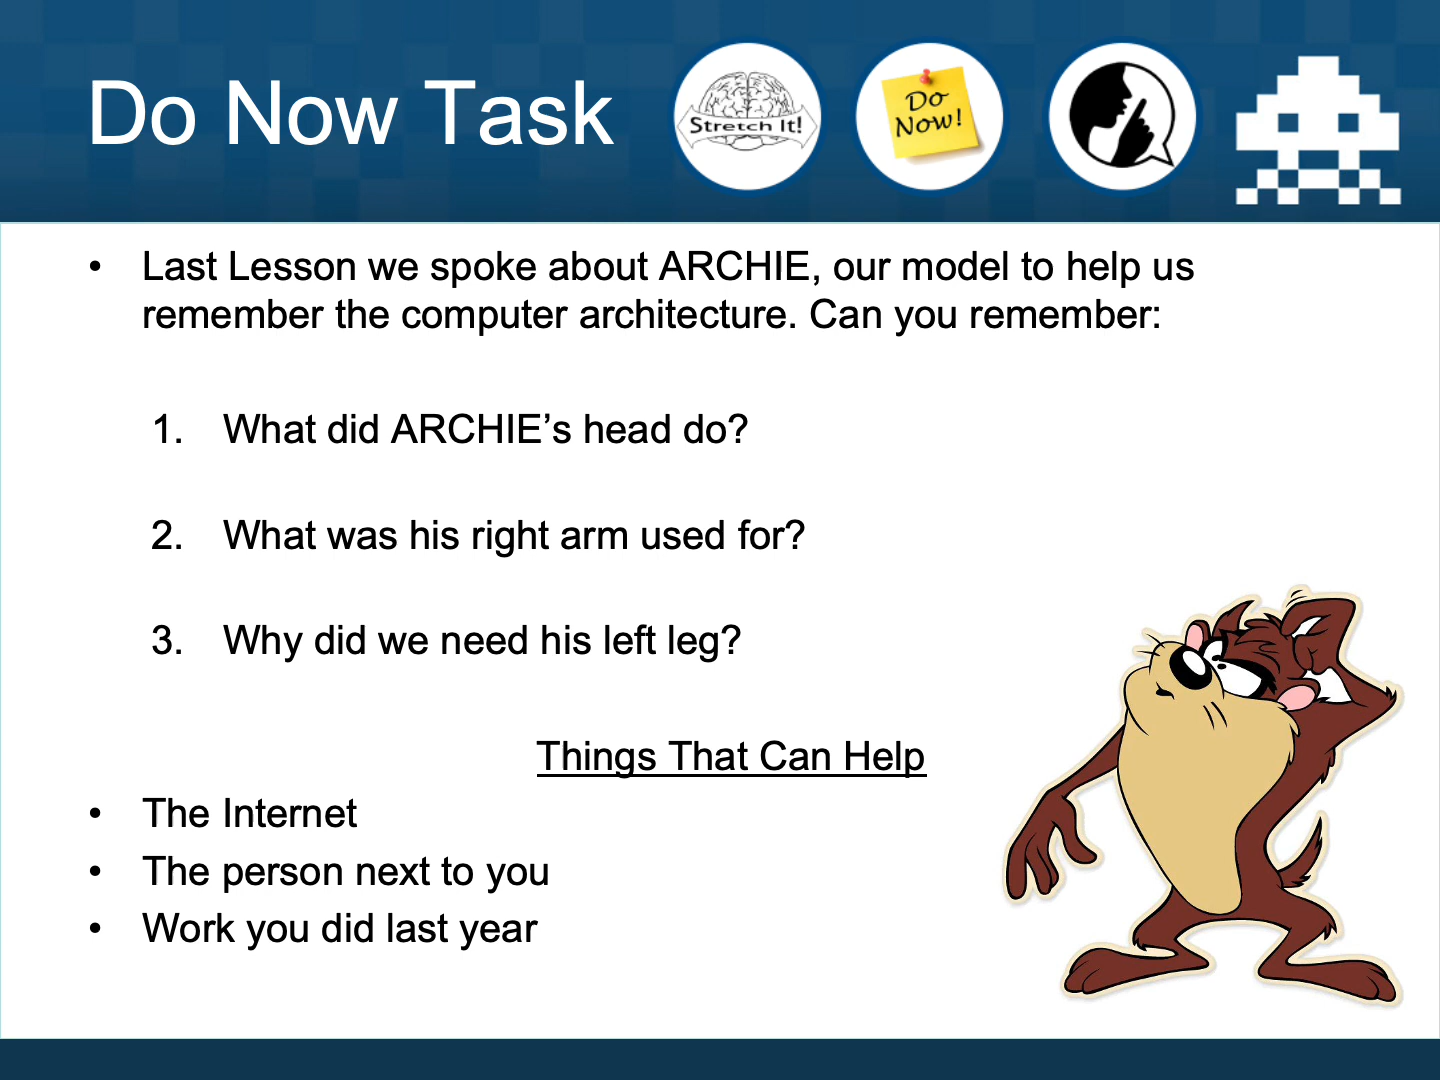 Do Now Task
Stretch It!
Do
Now!
• Last Lesson we spoke about ARCHIE, our model to help us
remember the computer architecture. Can you remember:
1. What did ARCHIE’s head do?
2. What was his right arm used for?
3. Why did we need his left leg?
Things That Can Help
• The Internet
• The person next to you
• Work you did last year